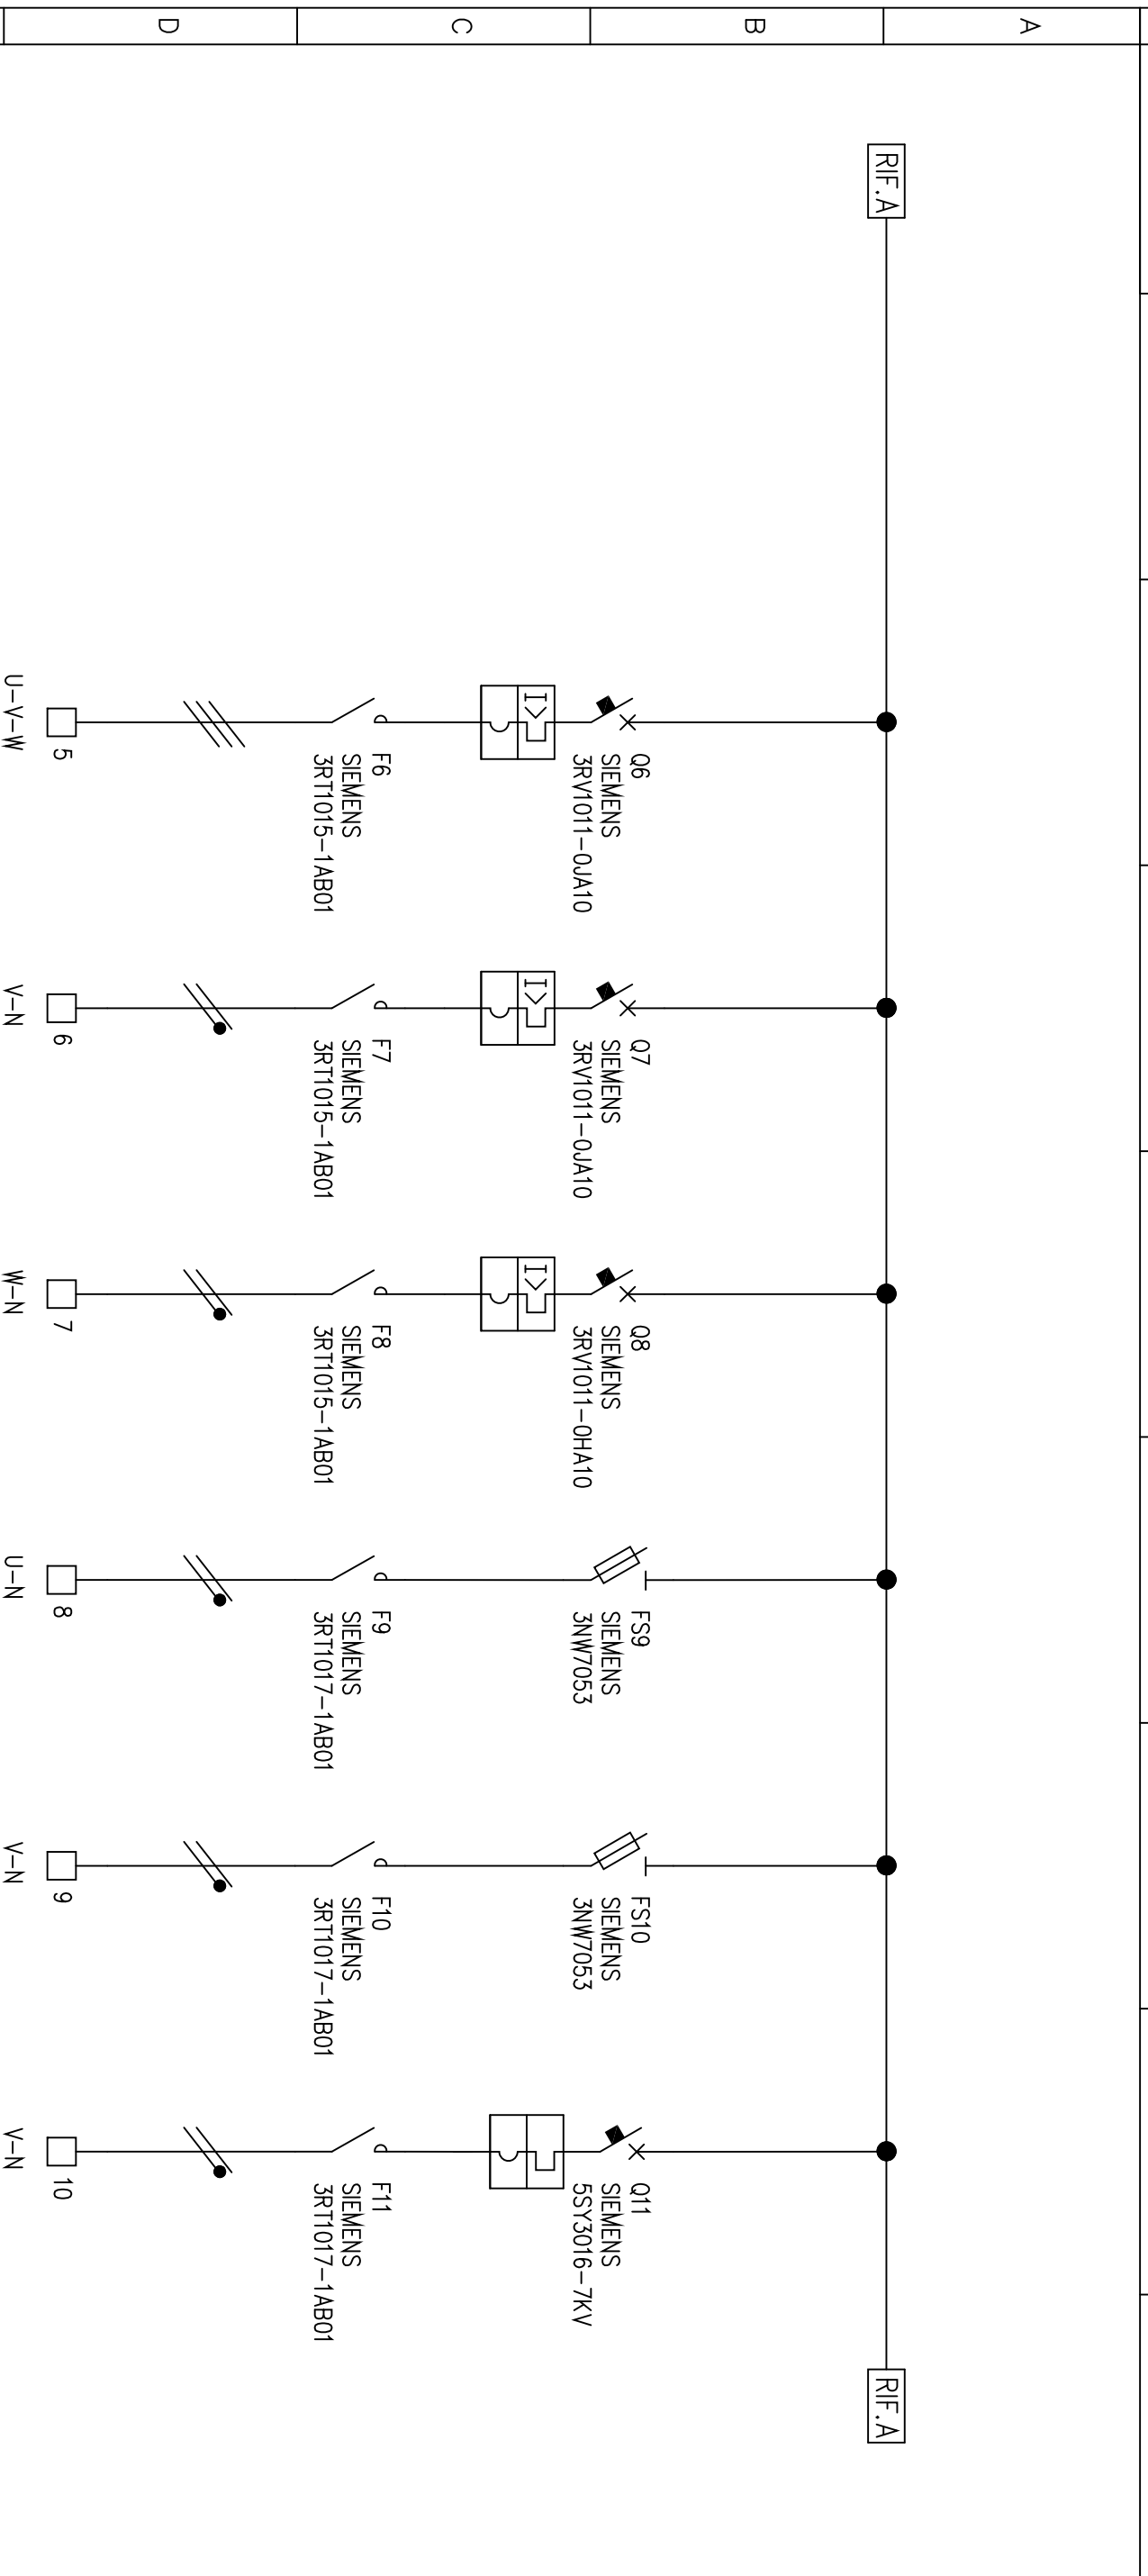 A
B
C
D
RIF.A
RIF.A
Q6
SIEMENS
3RV1011-0JA10
F6
SIEMENS
3RT1015-1AB01
5
U-V-W
Q7
SIEMENS
3RV1011-0JA10
F7
SIEMENS
3RT1015-1AB01
6
V-N
Q8
SIEMENS
3RV1011-0HA10
F8
SIEMENS
3RT1015-1AB01
7
W-N
FS9
SIEMENS
3NW7053
F9
SIEMENS
3RT1017-1AB01
8
U-N
FS10
SIEMENS
3NW7053
F10
SIEMENS
3RT1017-1AB01
9
V-N
Q11
SIEMENS
5SY3016-7KV
F11
SIEMENS
3RT1017-1AB01
10
V-N
I>
I>
I>